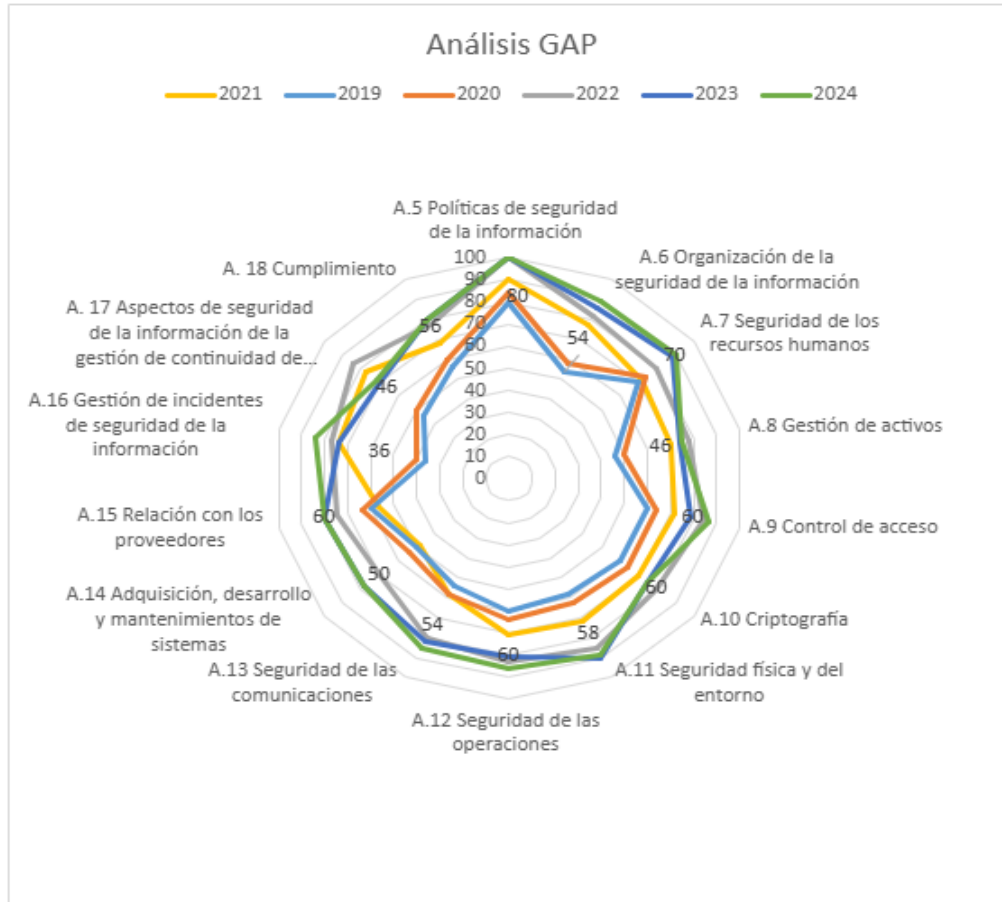 Análisis GAP
2021 2019 2020 2022 2023 2024
A.5 Políticas de seguridad
de la información
A.6 Organización de la
seguridad de la información
A.7 Seguridad de los
recursos humanos
A.8 Gestión de activos
A.9 Control de acceso
A.10 Criptografía
A.11 Seguridad física y del
entorno
A.12 Seguridad de las
operaciones
A.13 Seguridad de las
comunicaciones
A.14 Adquisición, desarrollo
y mantenimientos de
sistemas
A.15 Relación con los
proveedores
A.16 Gestión de incidentes
de seguridad de la
información
A. 17 Aspectos de seguridad
de la información de la
gestión de continuidad de...
A. 18 Cumplimiento
100
90
80
70
60
50
40
30
20
10
0
80
54
70
46
60
60
58
60
54
50
60
36
46
56